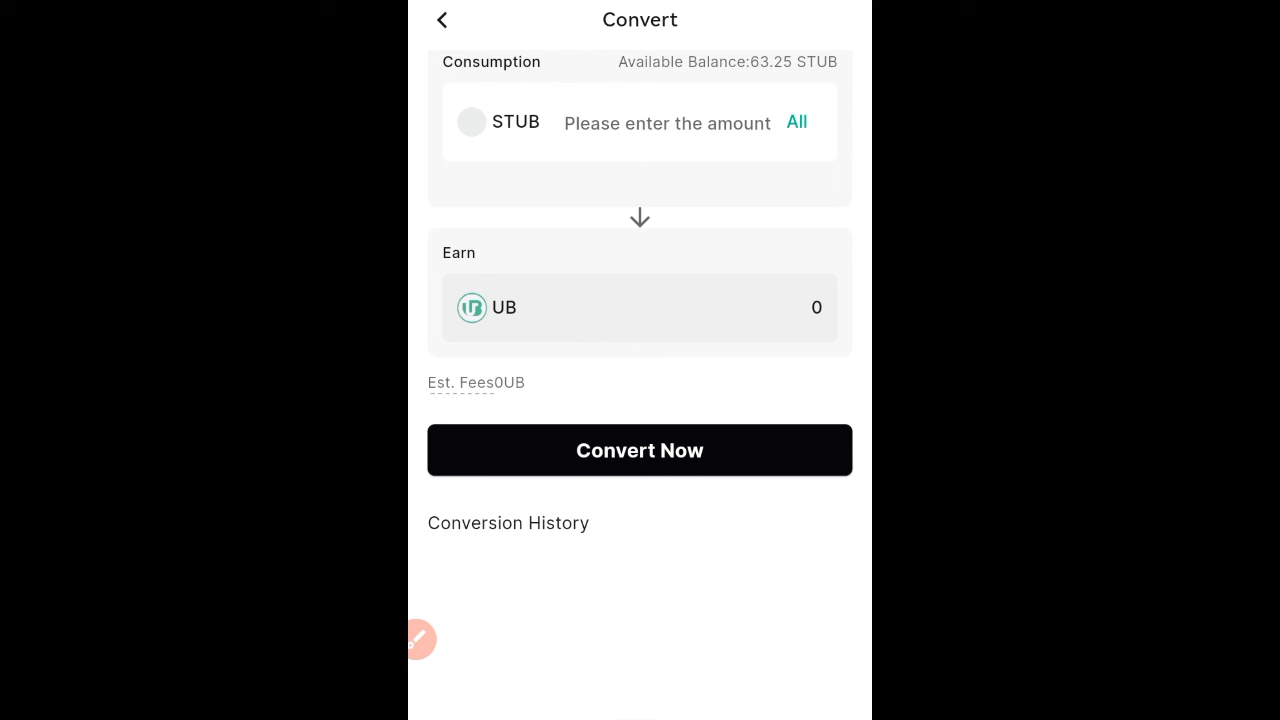 Convert
Consumption Available Balance:63.25 STUB
STUB Please enter the amount All
Earn
UB 0
Est. Fees0UB
Convert Now
Conversion History